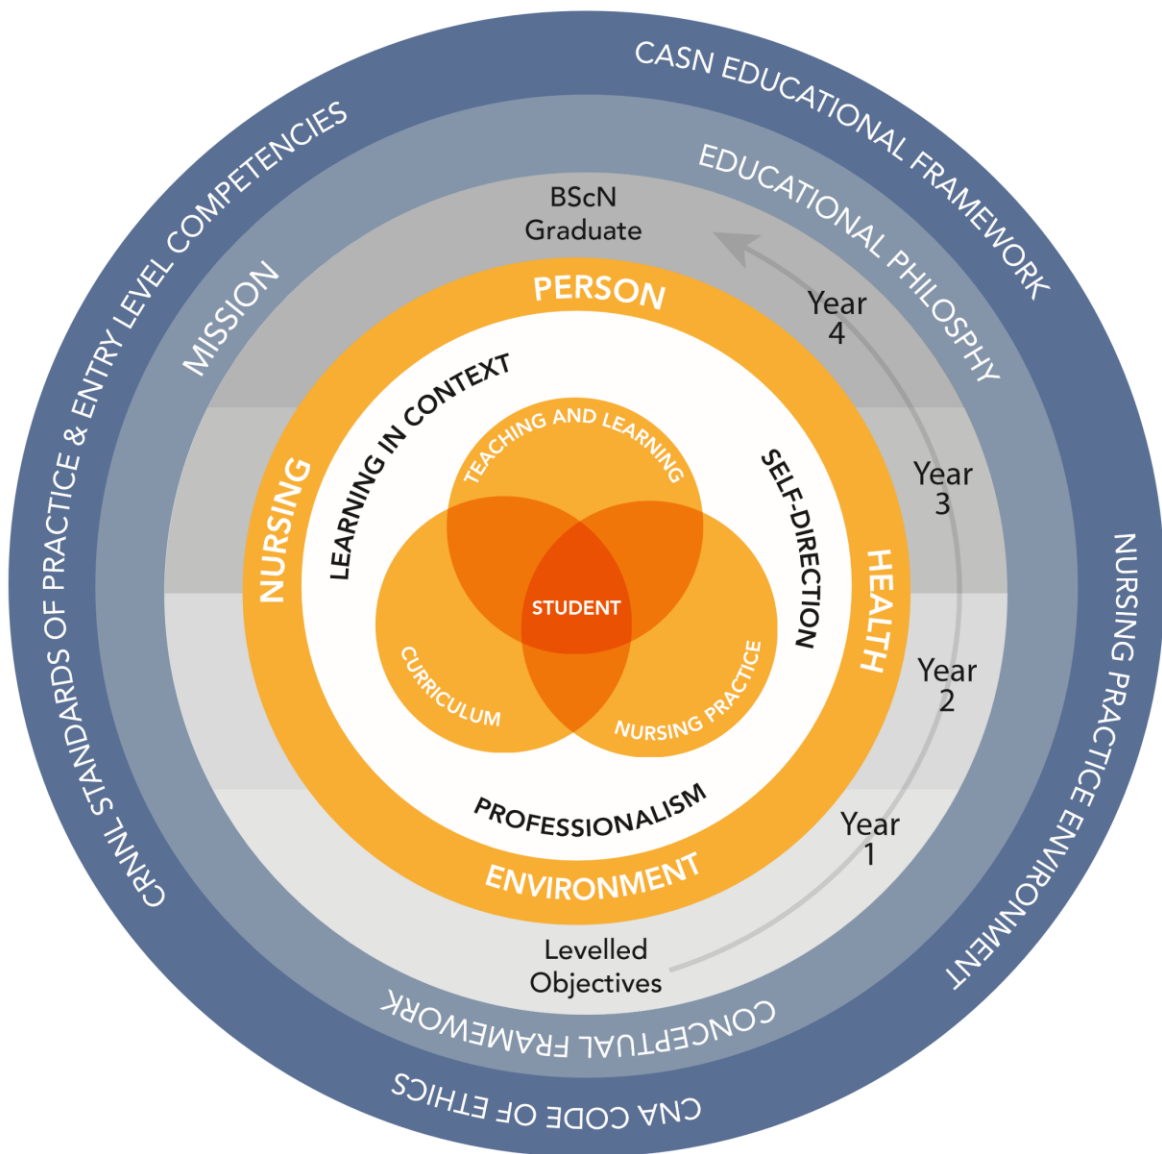 CASN EDUCATIONAL FRAMEWORK
CRNNL STANDARDS OF PRACTICE & ENTRY LEVEL COMPETENCIES
NURSING PRACTICE ENVIRONMENT
CNA CODE OF ETHICS
EDUCATIONAL PHILOSPHY
MISSION
CONCEPTUAL FRAMEWORK
BScN
Graduate
Year
4
Year
3
Year
2
Year
1
Levelled
Objectives
PERSON
NURSING
HEALTH
ENVIRONMENT
LEARNING IN CONTEXT
SELF-DIRECTION
PROFESSIONALISM
TEACHING AND LEARNING
STUDENT
CURRICULUM
NURSING PRACTICE